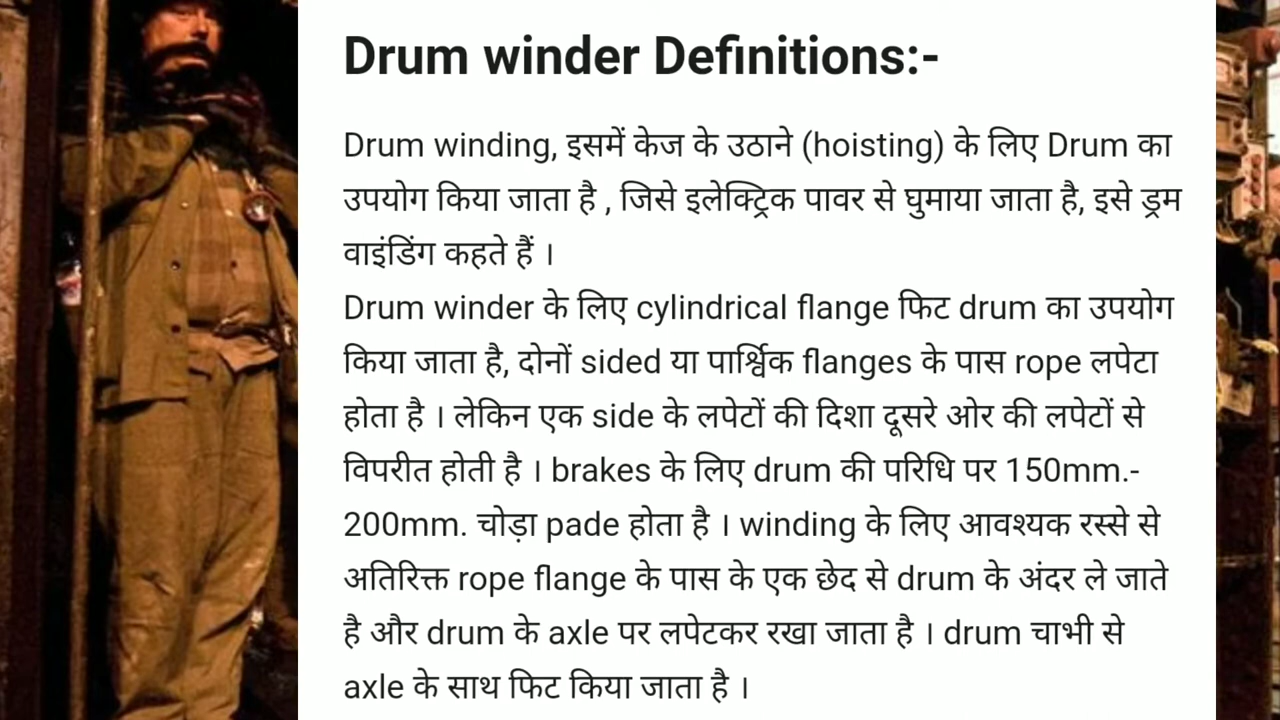 Drum winder Definitions:-
Drum winding, इसमें केज के उठाने (hoisting) के लिए Drum का
उपयोग किया जाता है , जिसे इलेक्ट्रिक पावर से घुमाया जाता है, इसे ड्रम
वाइंडिंग कहते हैं ।
Drum winder के लिए cylindrical flange फिट drum का उपयोग
किया जाता है, दोनों sided या पार्श्विक flanges के पास rope लपेटा
होता है । लेकिन एक side के लपेटों की दिशा दूसरे ओर की लपेटों से
विपरीत होती है । brakes के लिए drum की परिधि पर 150mm.-
200mm. चोड़ा pade होता है । winding के लिए आवश्यक रस्से से
अतिरिक्त rope flange के पास के एक छेद से drum के अंदर ले जाते
है और drum के axle पर लपेटकर रखा जाता है । drum चाभी से
axle के साथ फिट किया जाता है ।